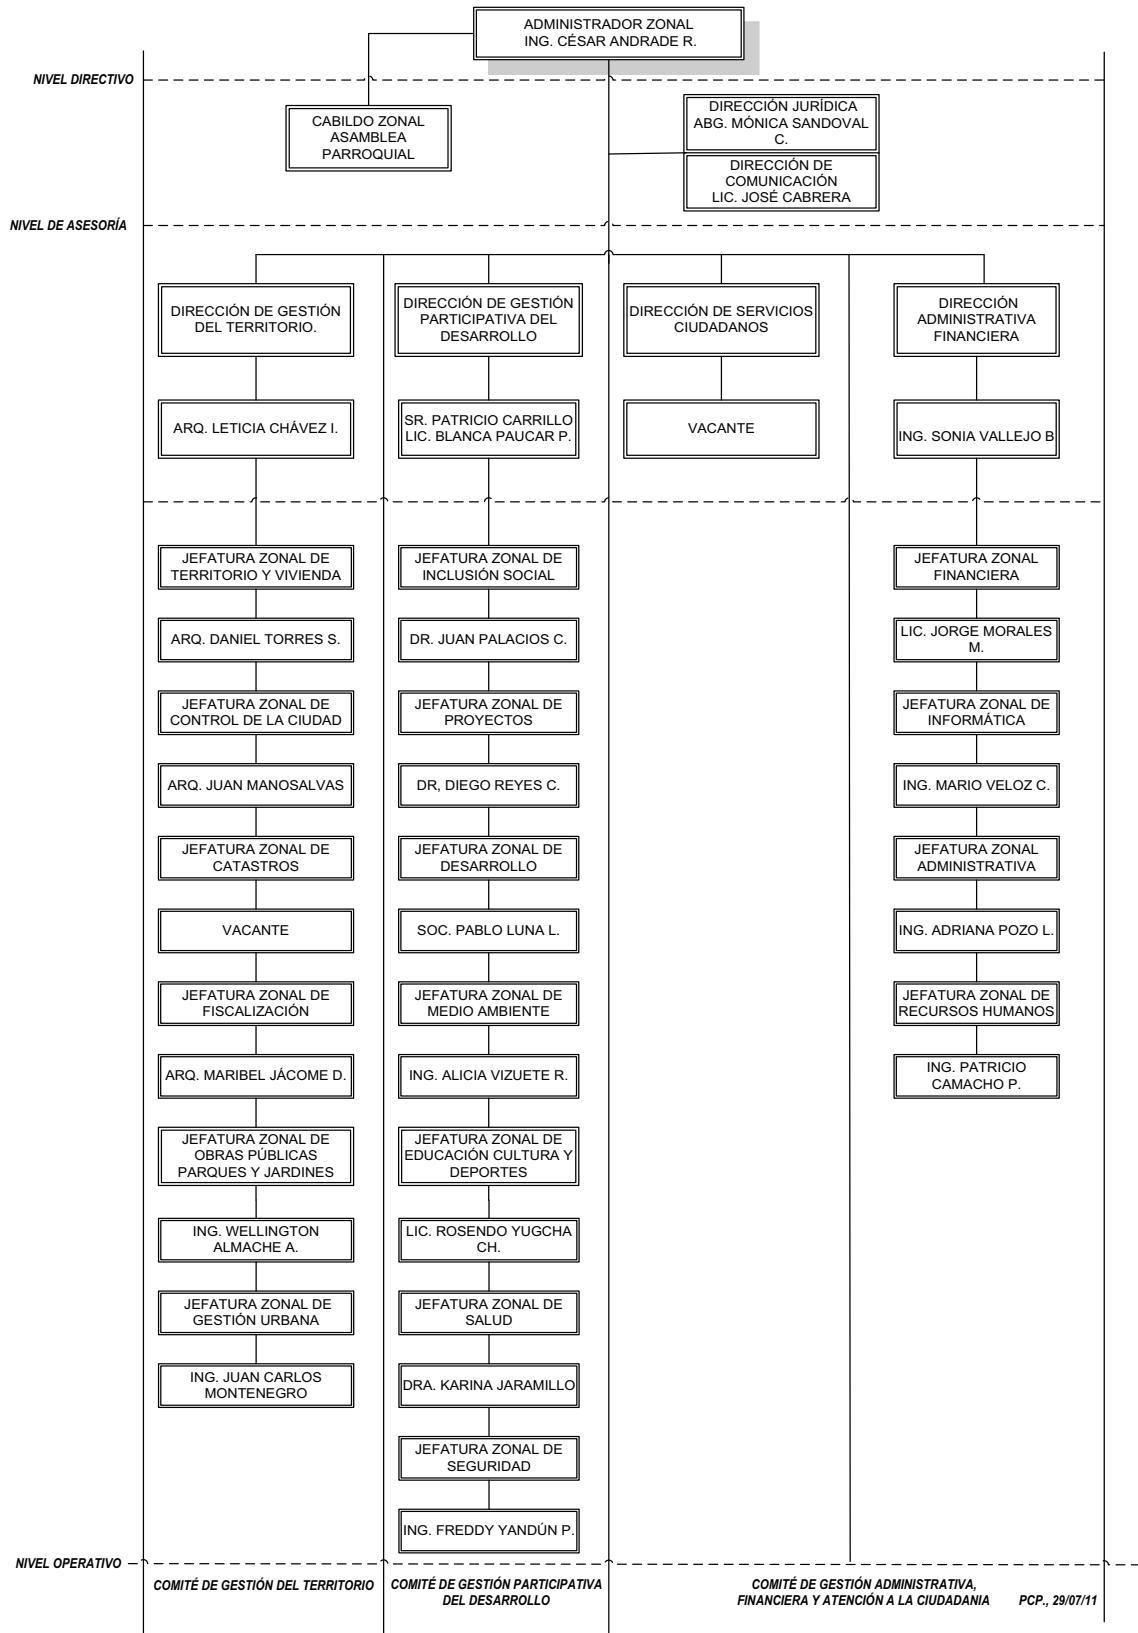 ADMINISTRADOR ZONAL
ING. CÉSAR ANDRADE R.
NIVEL DIRECTIVO
CABILDO ZONAL
ASAMBLEA
PARROQUIAL
DIRECCIÓN JURÍDICA
ABG. MÓNICA SANDOVAL
C.
DIRECCIÓN DE
COMUNICACIÓN
LIC. JOSÉ CABRERA
NIVEL DE ASESORÍA
DIRECCIÓN DE GESTIÓN
DEL TERRITORIO.
ARQ. LETICIA CHÁVEZ I.
JEFATURA ZONAL DE
TERRITORIO Y VIVIENDA
ARQ. DANIEL TORRES S.
JEFATURA ZONAL DE
CONTROL DE LA CIUDAD
ARQ. JUAN MANOSALVAS
JEFATURA ZONAL DE
CATASTROS
VACANTE
JEFATURA ZONAL DE
FISCALIZACIÓN
ARQ. MARIBEL JÁCOME D.
JEFATURA ZONAL DE
OBRAS PÚBLICAS
PARQUES Y JARDINES
ING. WELLINGTON
ALMACHE A.
JEFATURA ZONAL DE
GESTIÓN URBANA
ING. JUAN CARLOS
MONTENEGRO
DIRECCIÓN DE GESTIÓN
PARTICIPATIVA DEL
DESARROLLO
SR. PATRICIO CARRILLO
LIC. BLANCA PAUCAR P.
JEFATURA ZONAL DE
INCLUSIÓN SOCIAL
DR. JUAN PALACIOS C.
JEFATURA ZONAL DE
PROYECTOS
DR, DIEGO REYES C.
JEFATURA ZONAL DE
DESARROLLO
SOC. PABLO LUNA L.
JEFATURA ZONAL DE
MEDIO AMBIENTE
ING. ALICIA VIZUETE R.
JEFATURA ZONAL DE
EDUCACIÓN CULTURA Y
DEPORTES
LIC. ROSENDO YUGCHA
CH.
JEFATURA ZONAL DE
SALUD
DRA. KARINA JARAMILLO
JEFATURA ZONAL DE
SEGURIDAD
ING. FREDDY YANDÚN P.
DIRECCIÓN DE SERVICIOS
CIUDADANOS
VACANTE
DIRECCIÓN
ADMINISTRATIVA
FINANCIERA
ING. SONIA VALLEJO B
JEFATURA ZONAL
FINANCIERA
LIC. JORGE MORALES
M.
JEFATURA ZONAL DE
INFORMÁTICA
ING. MARIO VELOZ C.
JEFATURA ZONAL
ADMINISTRATIVA
ING. ADRIANA POZO L.
JEFATURA ZONAL DE
RECURSOS HUMANOS
ING. PATRICIO
CAMACHO P.
NIVEL OPERATIVO
COMITÉ DE GESTIÓN DEL TERRITORIO
COMITÉ DE GESTIÓN PARTICIPATIVA
DEL DESARROLLO
COMITÉ DE GESTIÓN ADMINISTRATIVA,
FINANCIERA Y ATENCIÓN A LA CIUDADANIA
PCP., 29/07/11